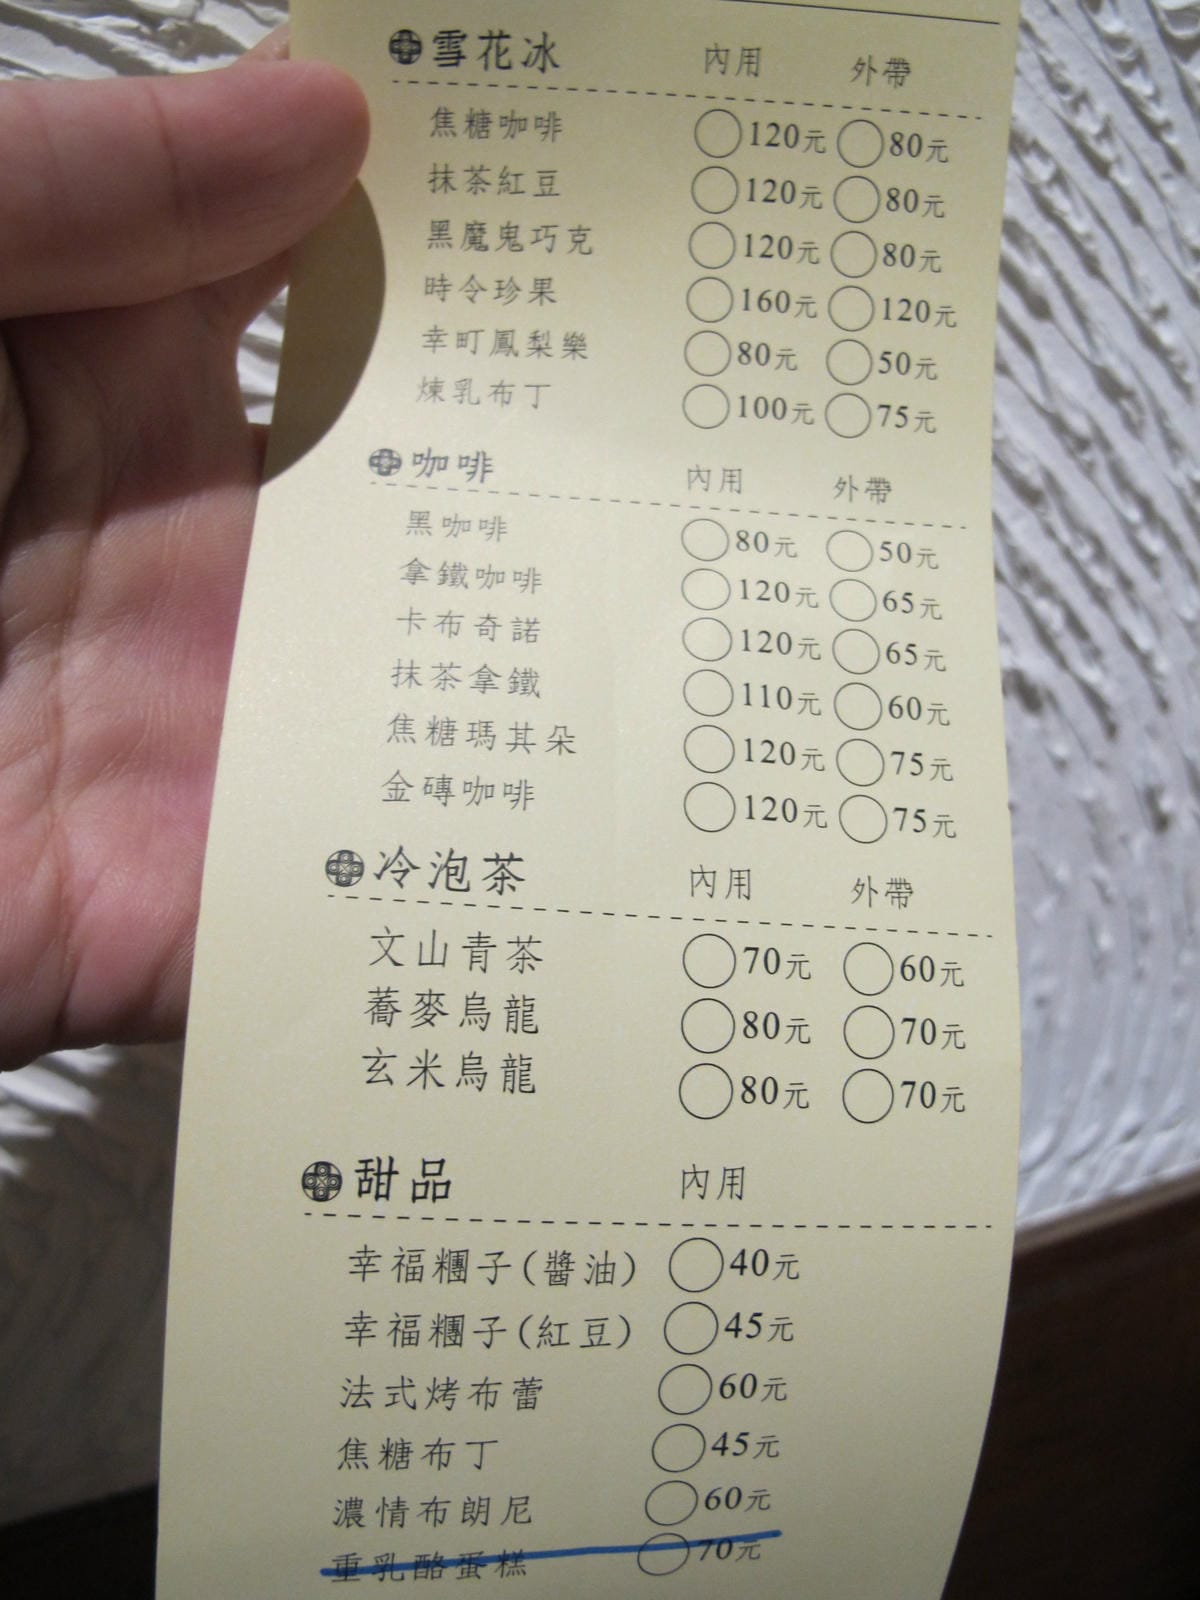 雪花冰 內用 外帶
焦糖咖啡 120元 80元
抹茶紅豆 120元 80元
黑魔鬼巧克 120元 80元
時令珍果 160元 120元
幸町鳳梨樂 80元 50元
煉乳布丁 100元 75元
咖啡 內用 外帶
黑咖啡 80元 50元
拿鐵咖啡 120元 65元
卡布奇諾 120元 65元
抹茶拿鐵 110元 60元
焦糖瑪其朵 120元 75元
金磚咖啡 120元 75元
冷泡茶 內用 外帶
文山青茶 70元 60元
蕎麥烏龍 80元 70元
玄米烏龍 80元 70元
甜品 內用
幸福糰子(醬油) 40元
幸福糰子(紅豆) 45元
法式烤布蕾 60元
焦糖布丁 45元
濃情布朗尼 60元
重乳酪蛋糕 70元